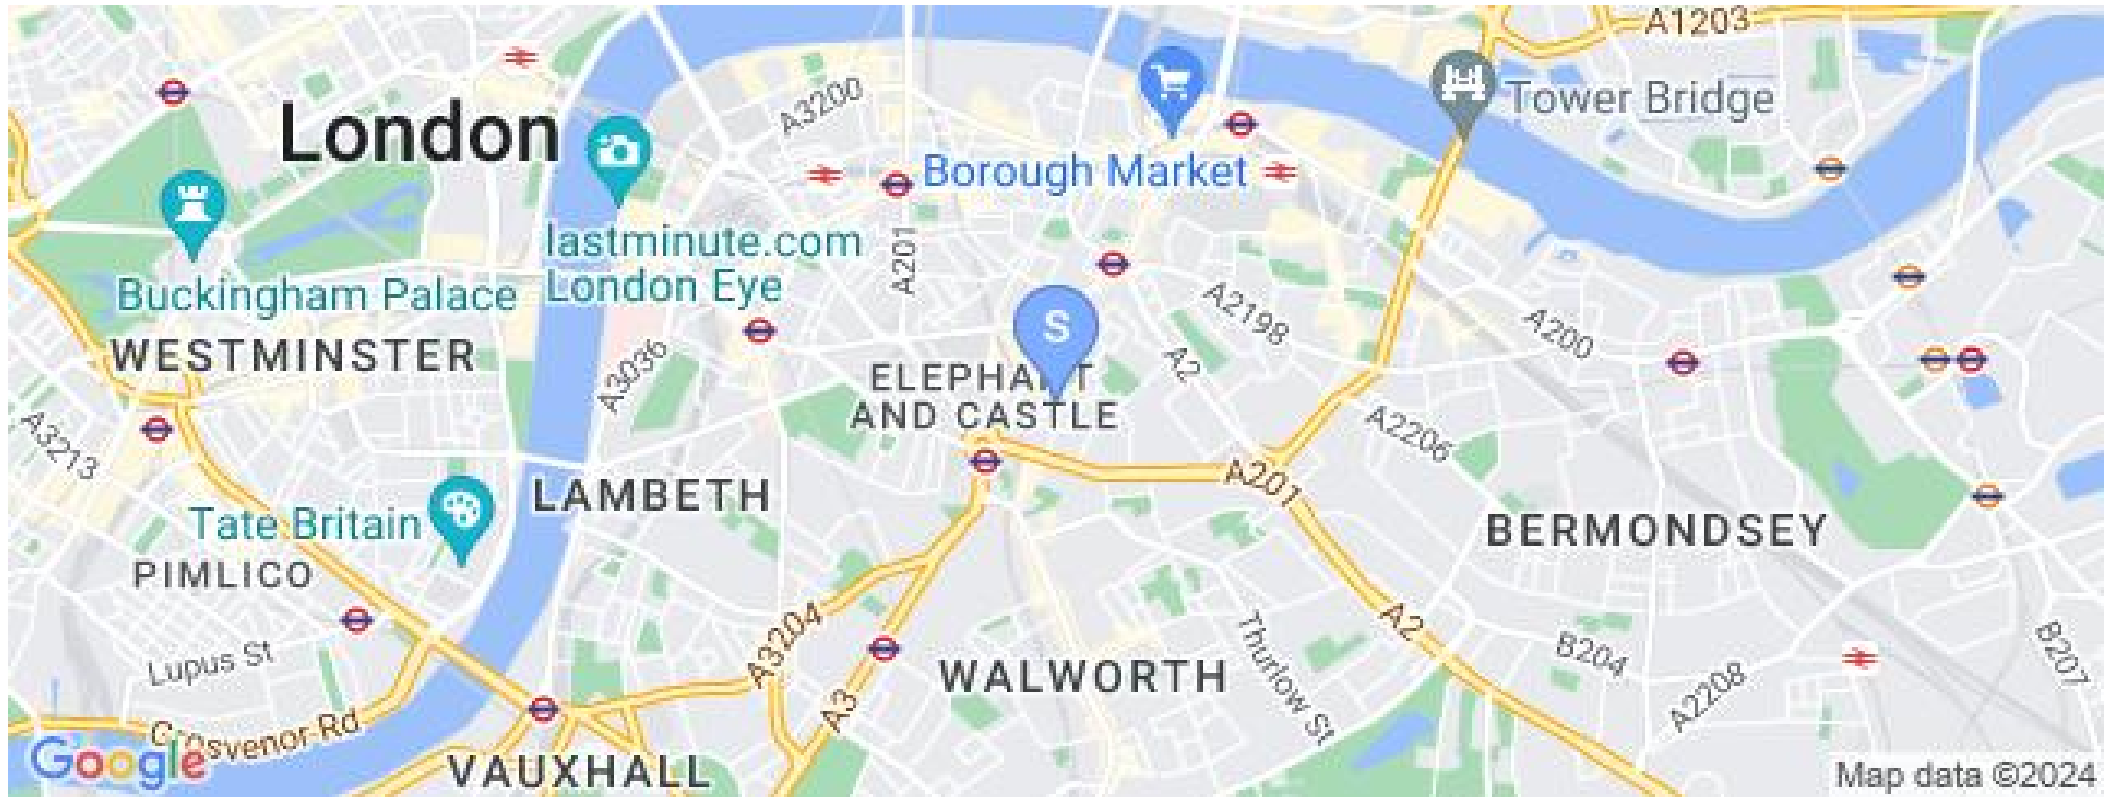 A1203
London
A3200
Tower Bridge
Borough Market
lastminute.com
London Eye
A201
Buckingham Palace
S
A2198
A200
WESTMINSTER
A3036
A2
ELEPHANT
AND CASTLE
A3213
A2206
A201
LAMBETH
Tate Britain
BERMONDSEY
PIMLICO
A3204
A2
Thurlow St
B204
B207
Lupus St
WALWORTH
A2208
A3
Grosvenor Rd
Google
VAUXHALL
Map data ©2024